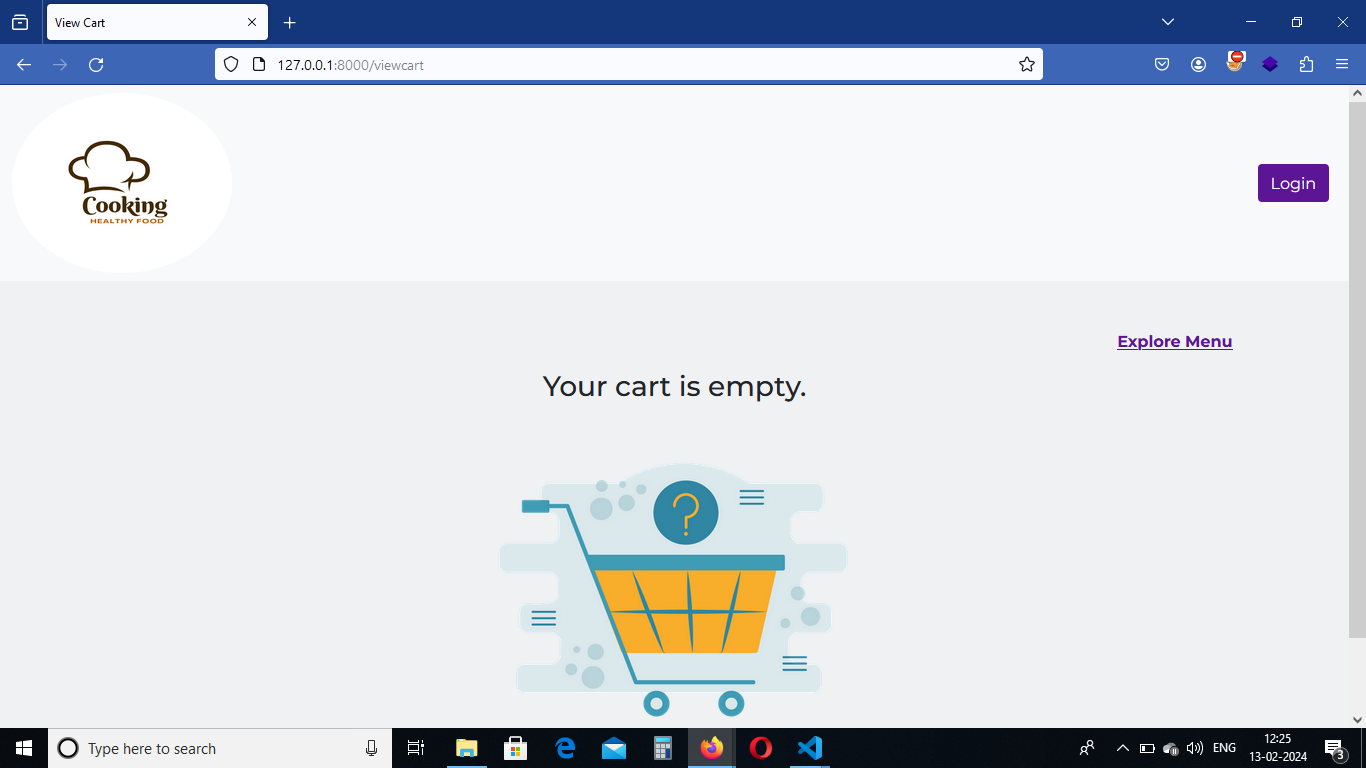 View Cart
127.0.0.1:8000/viewcart
Cooking
HEALTHY FOOD
Login
Explore Menu
Your cart is empty.
?
Type here to search
ENG
12:25
13-02-2024
3